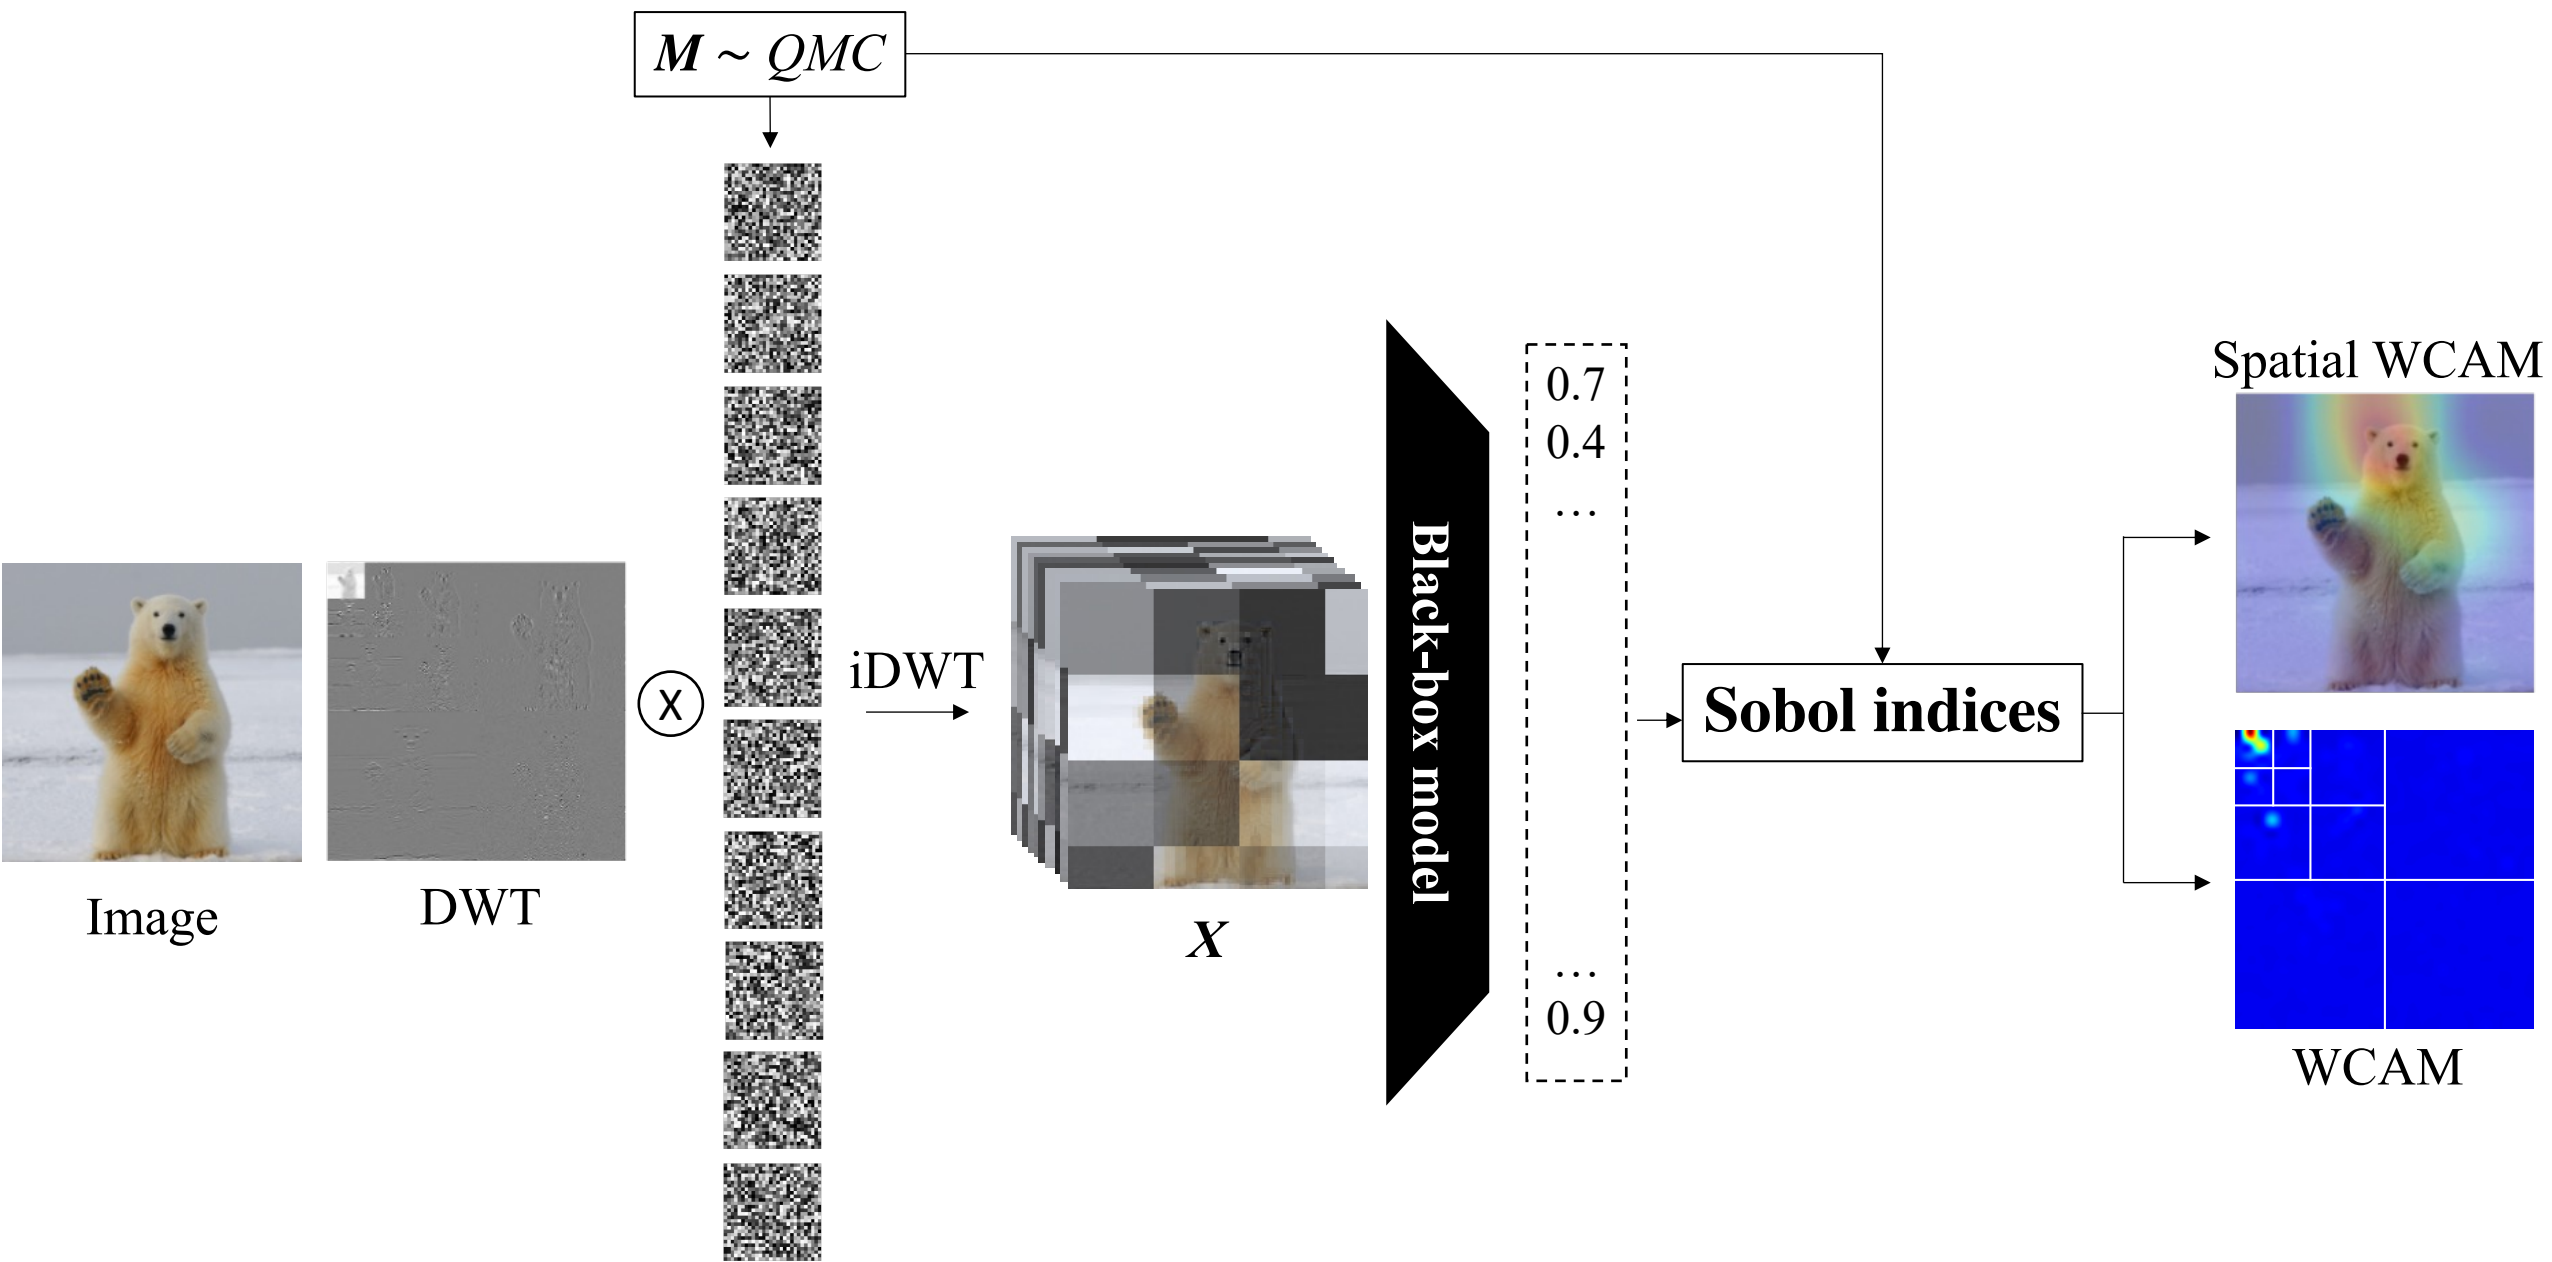 M ~ QMC
Image
DWT
X
iDWT
X
Black-box model
0.7
0.4
...
...
0.9
Sobol indices
Spatial WCAM
WCAM